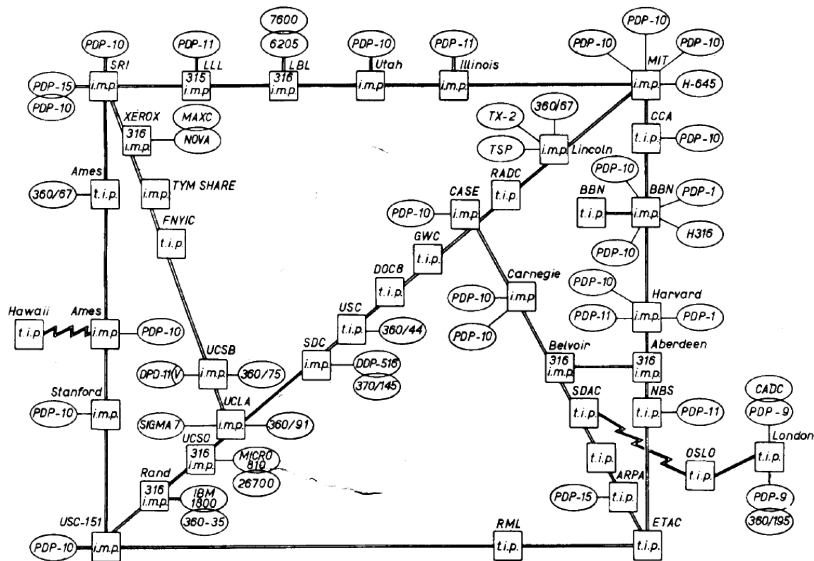 PDP-10
SRI
i.m.p.
PDP-15
PDP-10
PDP-11
LLL
315
i.m.p.
7600
6205
LBL
316
i.m.p.
PDP-10
Utah
i.m.p.
PDP-11
Illinois
i.m.p.
PDP-10
PDP-10
PDP-10
MIT
i.m.p.
H-645
XEROX
316
i.m.p.
MAXC
NOVA
TX-2
360/67
TSP
i.m.p.
Lincoln
CCA
t.i.p.
PDP-10
Ames
360/67
t.i.p.
i.m.p.
TYM SHARE
FNYIC
t.i.p.
RADC
t.i.p.
CASE
PDP-10
i.m.p.
PDP-10
BBN
t.i.p.
BBN
i.m.p.
PDP-1
H316
PDP-10
GWC
t.i.p.
DOC8
t.i.p.
Carnegie
PDP-10
i.m.p
PDP-10
PDP-10
Harvard
PDP-11
i.m.p.
PDP-1
Hawaii
t.i.p.
Ames
i.m.p.
PDP-10
USC
t.i.p.
360/44
SDC
i.m.p.
DDP-516
370/145
Belvoir
316
i.m.p.
Aberdeen
316
i.m.p.
UCSB
i.m.p.
360/75
Stanford
PDP-10
i.m.p.
UCLA
SIGMA 7
i.m.p.
360/91
SDAC
t.i.p.
NBS
t.i.p.
PDP-11
CADC
PDP-9
London
t.i.p.
PDP-9
360/195
OSLO
t.i.p.
UCSD
316
i.m.p.
MICRO
810
26700
t.i.p.
Rand
316
i.m.p.
IBM
1800
360-35
ARPA
PDP-15
t.i.p.
USC-151
PDP-10
i.m.p.
RML
t.i.p.
ETAC
t.i.p.